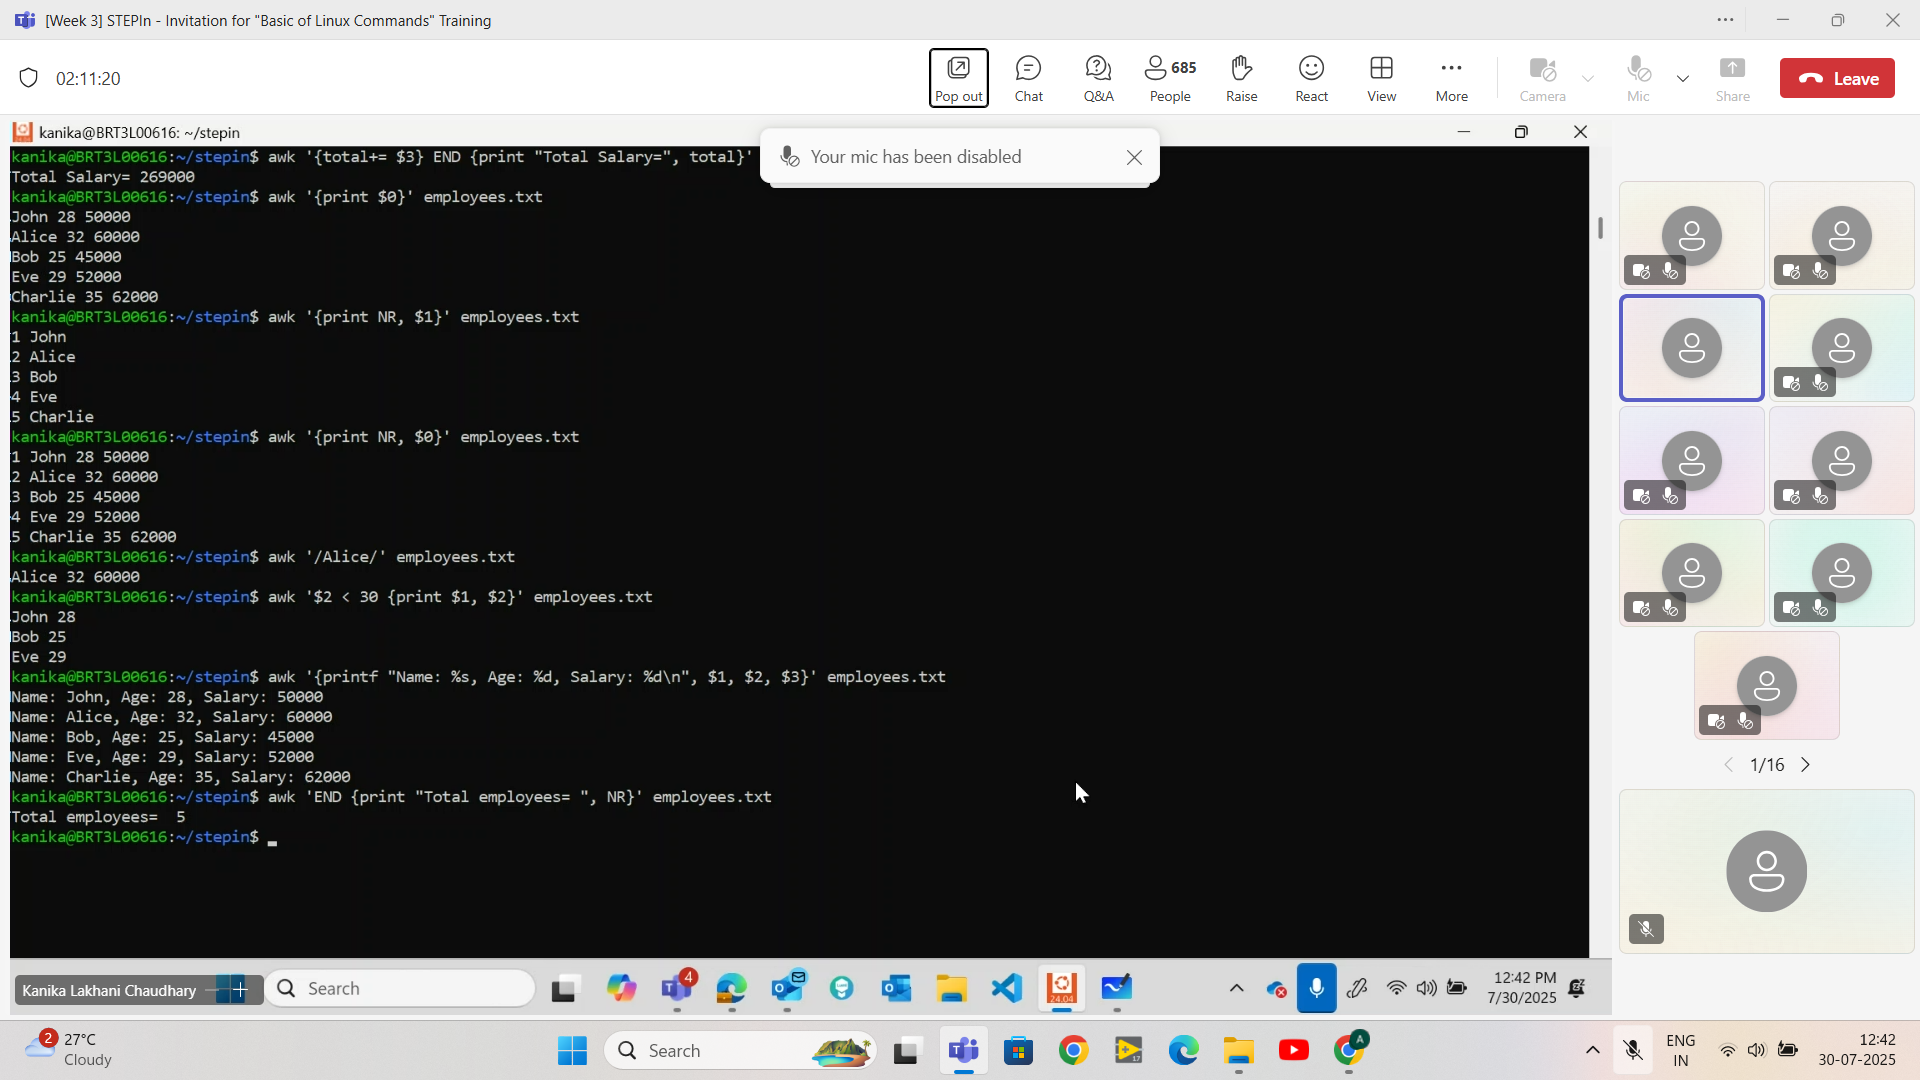 [Week 3] STEPIn - Invitation for "Basic of Linux Commands" Training
02:11:20
Pop out
Chat
Q&A
685
People
Raise
React
View
More
Camera
Mic
Share
Leave
kanika@BRT3L00616: ~/stepin
Your mic has been disabled
kanika@BRT3L00616:~/stepin$ awk '{total+= $3} END {print "Total Salary=", total}'
Total Salary= 269000
kanika@BRT3L00616:~/stepin$ awk '{print $0}' employees.txt
John 28 50000
Alice 32 60000
Bob 25 45000
Eve 29 52000
Charlie 35 62000
kanika@BRT3L00616:~/stepin$ awk '{print NR, $1}' employees.txt
1 John
2 Alice
3 Bob
4 Eve
5 Charlie
kanika@BRT3L00616:~/stepin$ awk '{print NR, $0}' employees.txt
1 John 28 50000
2 Alice 32 60000
3 Bob 25 45000
4 Eve 29 52000
5 Charlie 35 62000
kanika@BRT3L00616:~/stepin$ awk '/Alice/' employees.txt
Alice 32 60000
kanika@BRT3L00616:~/stepin$ awk '$2 < 30 {print $1, $2}' employees.txt
John 28
Bob 25
Eve 29
kanika@BRT3L00616:~/stepin$ awk '{printf "Name: %s, Age: %d, Salary: %d\n", $1, $2, $3}' employees.txt
Name: John, Age: 28, Salary: 50000
Name: Alice, Age: 32, Salary: 60000
Name: Bob, Age: 25, Salary: 45000
Name: Eve, Age: 29, Salary: 52000
Name: Charlie, Age: 35, Salary: 62000
kanika@BRT3L00616:~/stepin$ awk 'END {print "Total employees= ", NR}' employees.txt
Total employees=  5
kanika@BRT3L00616:~/stepin$
1/16
Kanika Lakhani Chaudhary
Search
4
24.04
12:42 PM
7/30/2025
2
27°C
Cloudy
Search
17
A
ENG
IN
12:42
30-07-2025